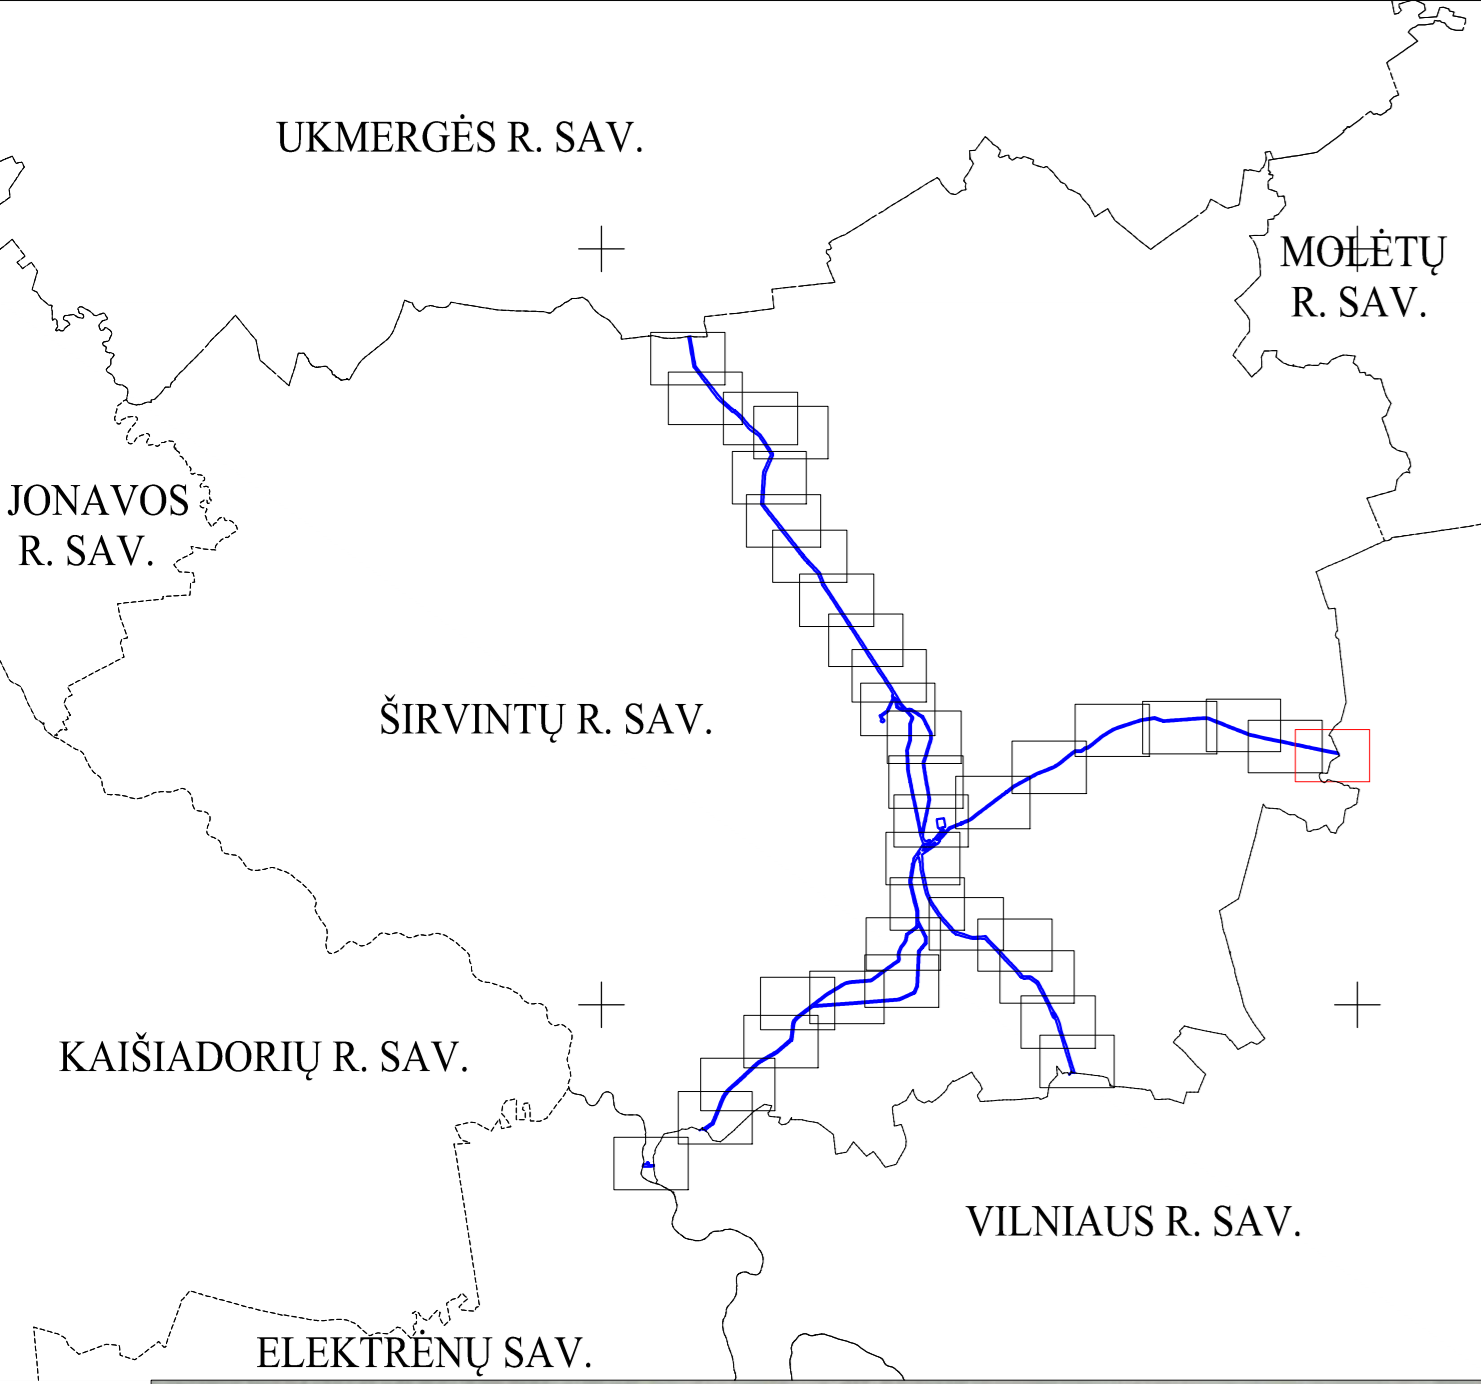 UKMERGĖS R. SAV.
MOLĖTŲ
R. SAV.
JONAVOS
R. SAV.
ŠIRVINTŲ R. SAV.
KAIŠIADORIŲ R. SAV.
VILNIAUS R. SAV.
ELEKTRĖNŲ SAV.